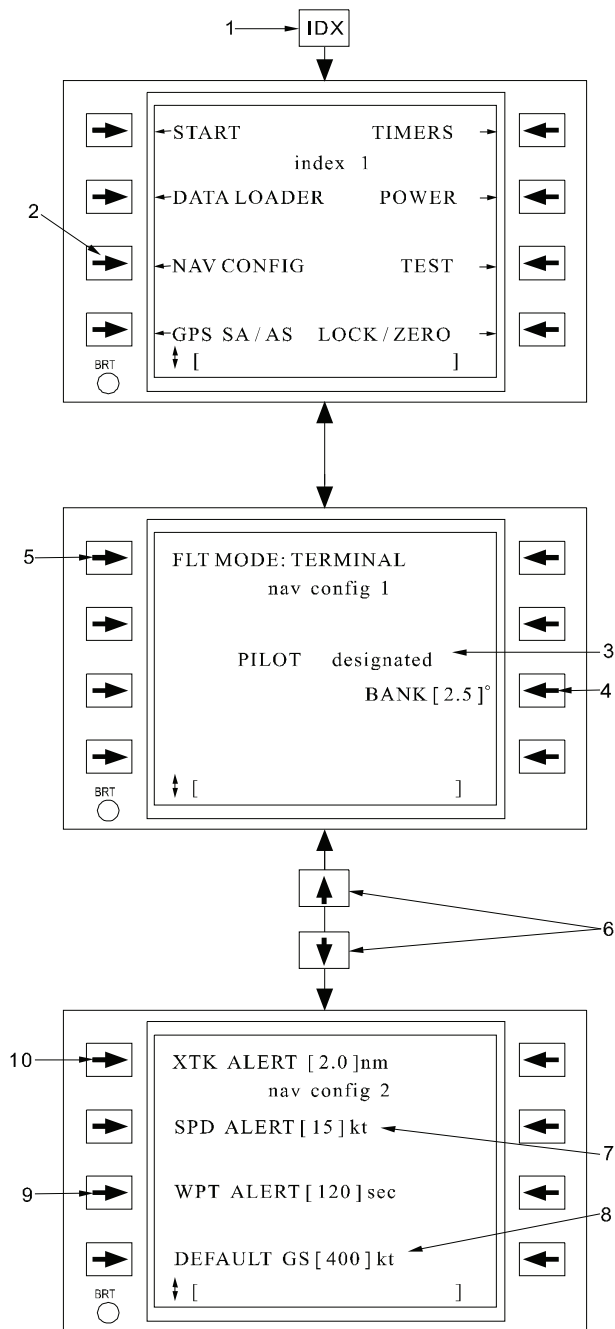 1
IDX
START TIMERS
index 1
DATA LOADER POWER
2
NAV CONFIG TEST
GPS SA / AS LOCK / ZERO
BRT
[ ]
5
FLT MODE: TERMINAL
nav config 1
PILOT designated
3
BANK [ 2.5 ]°
4
BRT
[ ]
6
10
XTK ALERT [ 2.0 ]nm
nav config 2
SPD ALERT [ 15 ] kt
7
9
WPT ALERT [ 120 ] sec
8
DEFAULT GS [ 400 ] kt
BRT
[ ]